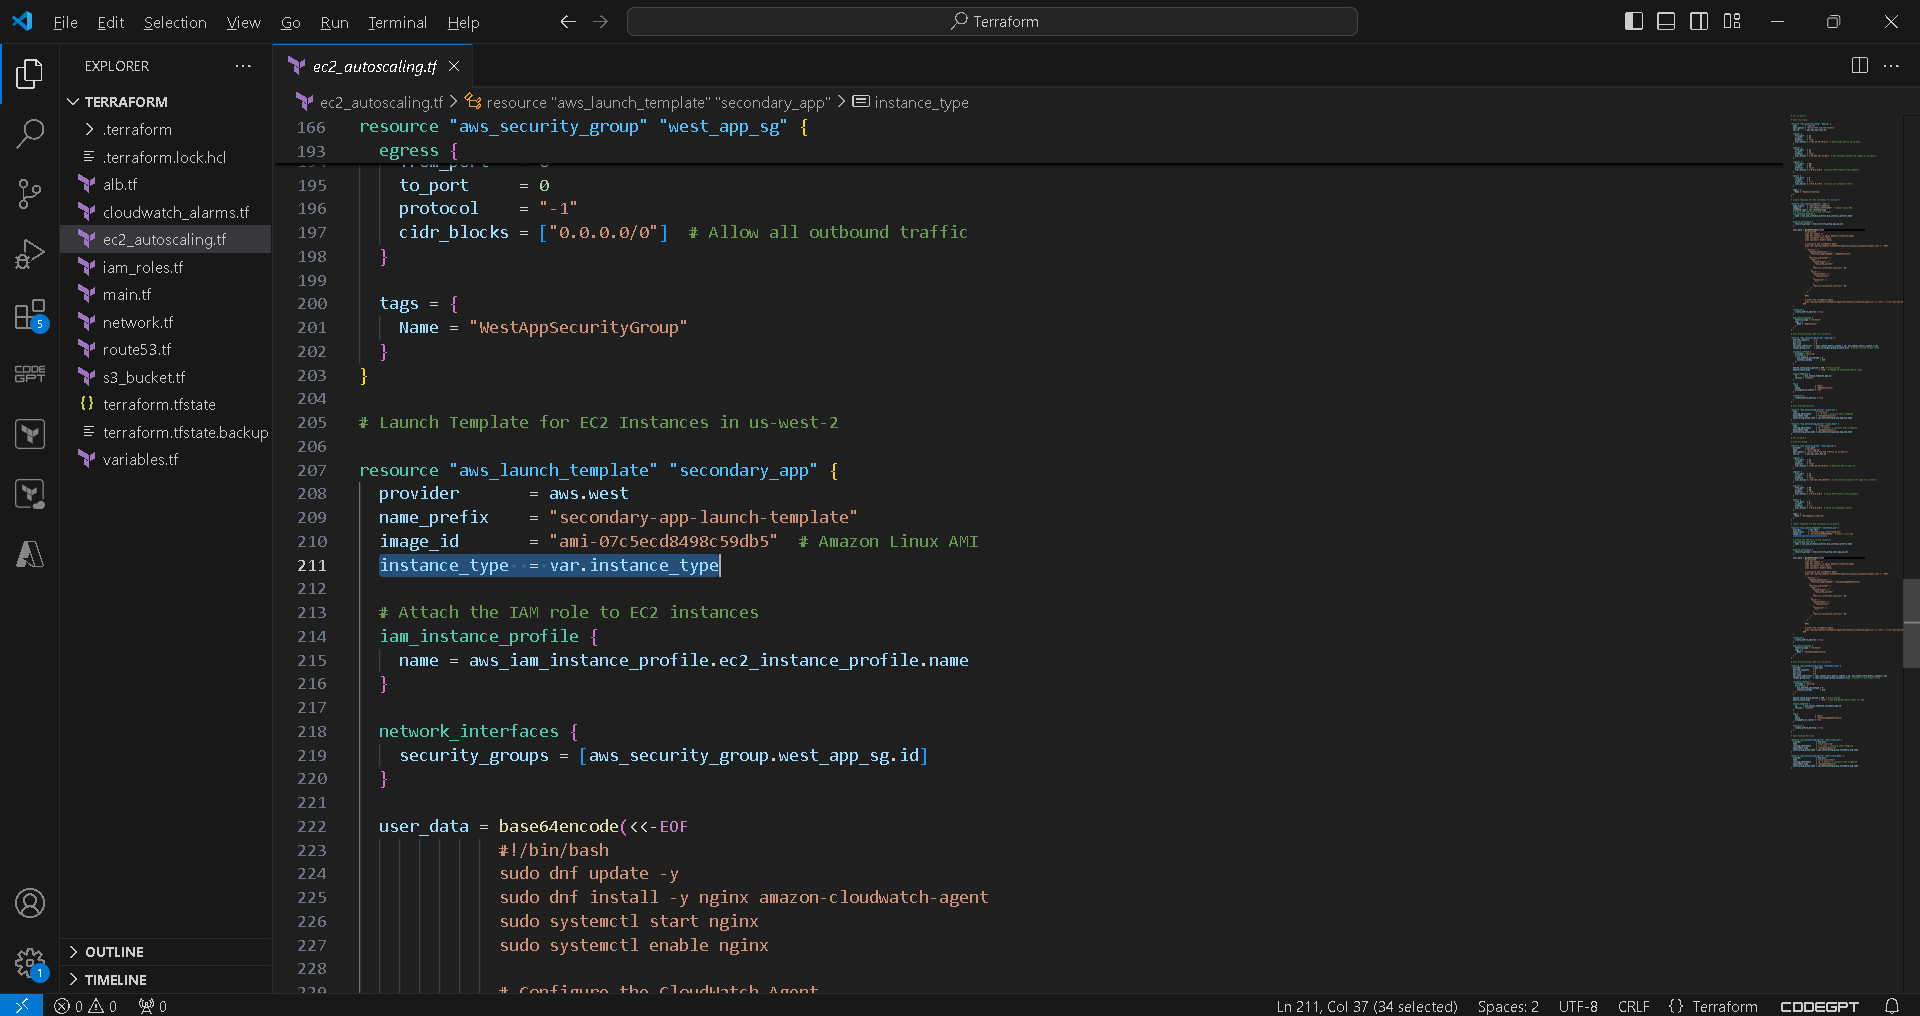 File Edit Selection View Go Run Terminal Help
Terraform
EXPLORER
TERRAFORM
.terraform
.terraform.lock.hcl
alb.tf
cloudwatch_alarms.tf
ec2_autoscaling.tf
iam_roles.tf
main.tf
network.tf
route53.tf
s3_bucket.tf
terraform.tfstate
terraform.tfstate.backup
variables.tf
OUTLINE
TIMELINE
5
CODE
GPT
1
ec2_autoscaling.tf
ec2_autoscaling.tf > resource "aws_launch_template" "secondary_app" > instance_type
166 resource "aws_security_group" "west_app_sg" {
193 egress {
195 to_port = 0
196 protocol = "-1"
197 cidr_blocks = ["0.0.0.0/0"] # Allow all outbound traffic
198 }
199
200 tags = {
201 Name = "WestAppSecurityGroup"
202 }
203 }
204
205 # Launch Template for EC2 Instances in us-west-2
206
207 resource "aws_launch_template" "secondary_app" {
208 provider = aws.west
209 name_prefix = "secondary-app-launch-template"
210 image_id = "ami-07c5ecd8498c59db5" # Amazon Linux AMI
211 instance_type = var.instance_type
212
213 # Attach the IAM role to EC2 instances
214 iam_instance_profile {
215 name = aws_iam_instance_profile.ec2_instance_profile.name
216 }
217
218 network_interfaces {
219 security_groups = [aws_security_group.west_app_sg.id]
220 }
221
222 user_data = base64encode(<<-EOF
223 #!/bin/bash
224 sudo dnf update -y
225 sudo dnf install -y nginx amazon-cloudwatch-agent
226 sudo systemctl start nginx
227 sudo systemctl enable nginx
228
229 # Configure the CloudWatch Agent
0 0 0
Ln 211, Col 37 (34 selected) Spaces: 2 UTF-8 CRLF {} Terraform CODEGPT